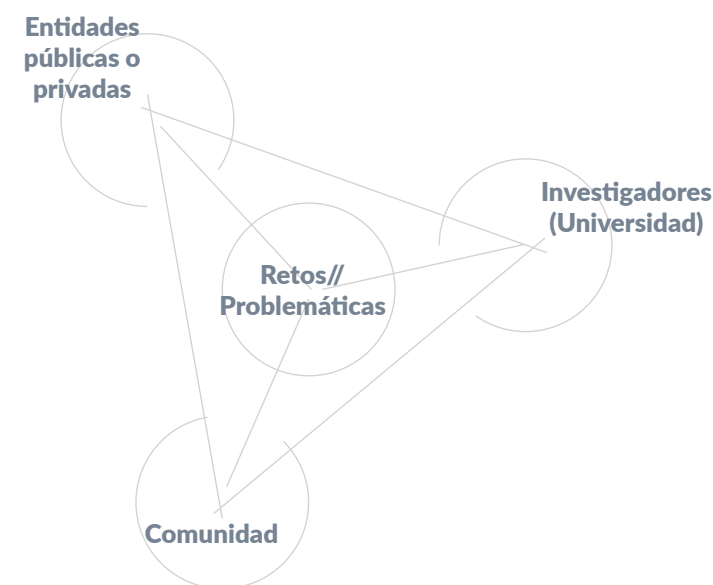 Entidades
públicas o
privadas
Investigadores
(Universidad)
Retos//
Problemáticas
Comunidad